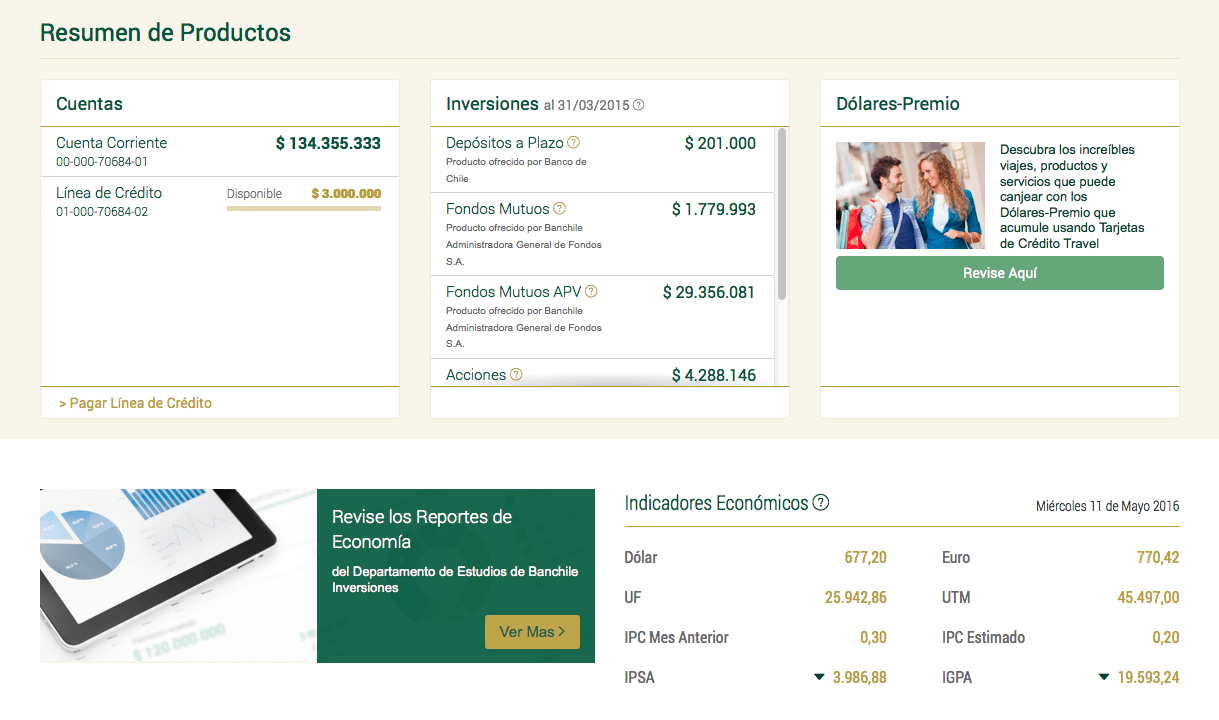 Resumen de Productos
Cuentas
Cuenta Corriente $ 134.355.333
00-000-70684-01
Línea de Crédito Disponible $ 3.000.000
01-000-70684-02
> Pagar Línea de Crédito
Inversiones al 31/03/2015 ?
Depósitos a Plazo ? $ 201.000
Producto ofrecido por Banco de
Chile
Fondos Mutuos ? $ 1.779.993
Producto ofrecido por Banchile
Administradora General de Fondos
S.A.
Fondos Mutuos APV ? $ 29.356.081
Producto ofrecido por Banchile
Administradora General de Fondos
S.A.
Acciones ? $ 4.288.146
Dólares-Premio
Descubra los increíbles
viajes, productos y
servicios que puede
canjear con los
Dólares-Premio que
acumule usando Tarjetas
de Crédito Travel
Revise Aquí
$ 120.000.000
Revise los Reportes de
Economía
del Departamento de Estudios de Banchile
Inversiones
Ver Mas >
Indicadores Económicos ? Miércoles 11 de Mayo 2016
Dólar 677,20 Euro 770,42
UF 25.942,86 UTM 45.497,00
IPC Mes Anterior 0,30 IPC Estimado 0,20
IPSA ▼ 3.986,88 IGPA ▼ 19.593,24